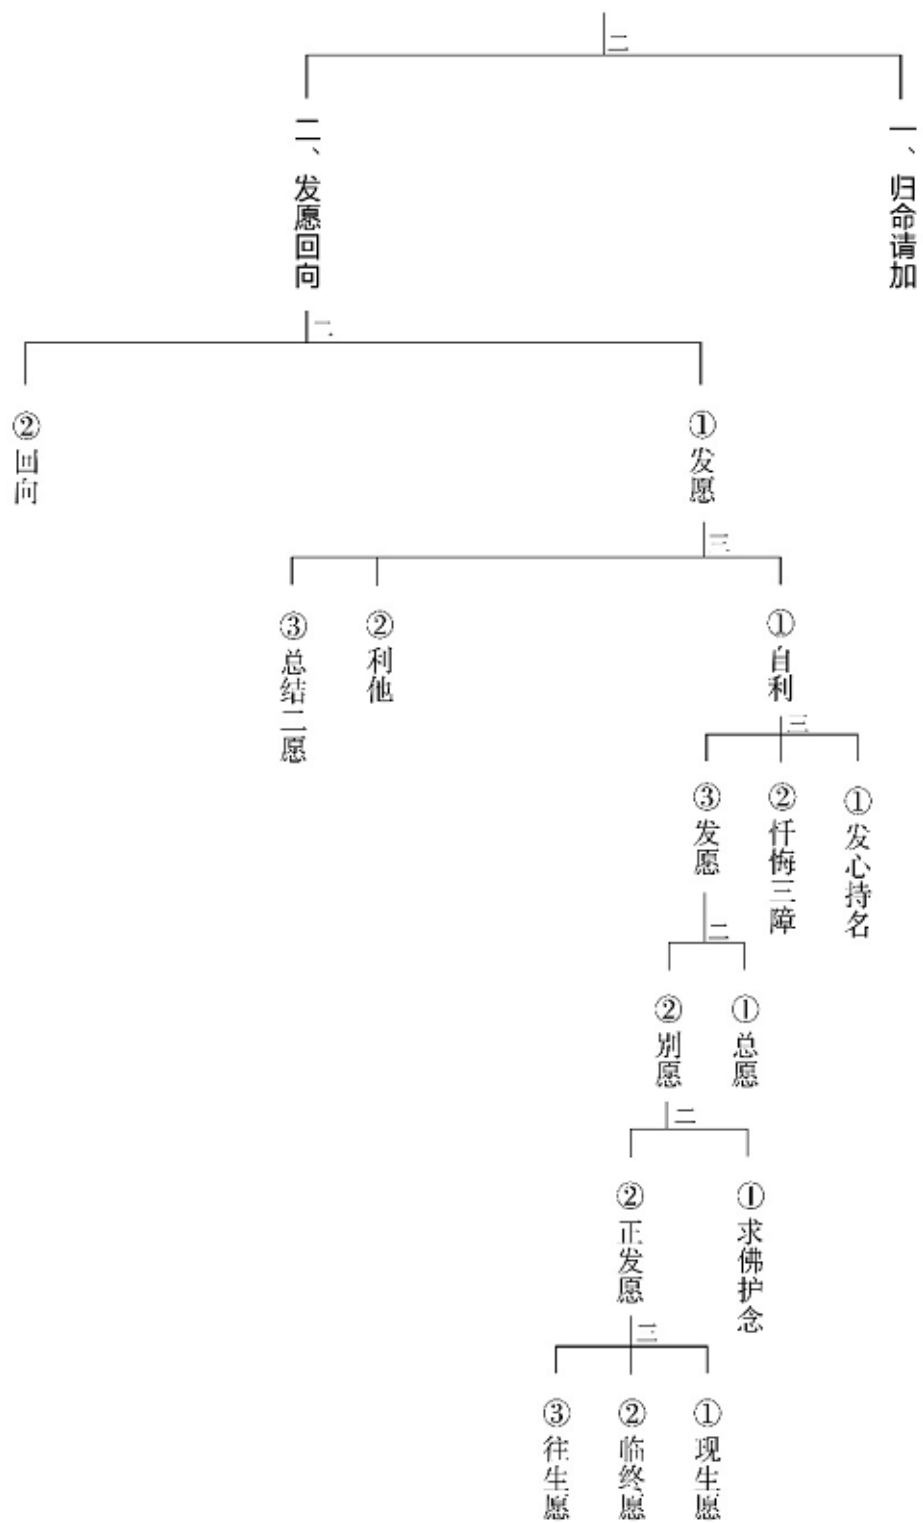 二
一、归命请加
二、发愿回向
二
①发愿
②回向
三
①自利
②利他
③总结二愿
三
①发心持名
②忏悔三障
③发愿
二
①总愿
②别愿
二
①求佛护念
②正发愿
三
①现生愿
②临终愿
③往生愿